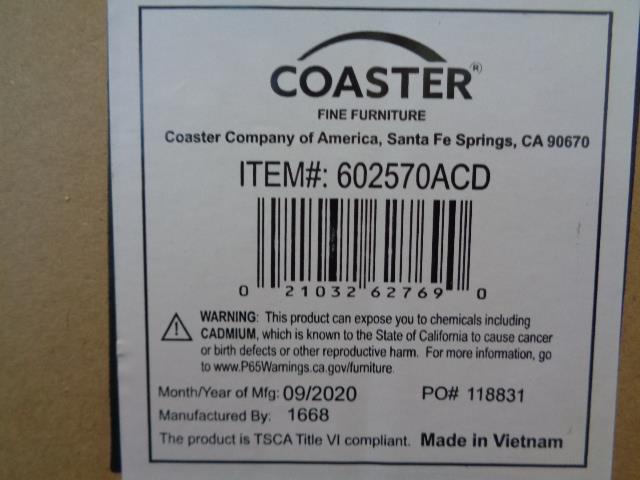 COASTER®
FINE FURNITURE
Coaster Company of America, Santa Fe Springs, CA 90670
ITEM#: 602570ACD
0 21032 62769 0
WARNING: This product can expose you to chemicals including
CADMIUM, which is known to the State of California to cause cancer
or birth defects or other reproductive harm. For more information, go
to www.P65Warnings.ca.gov/furniture.
Month/Year of Mfg: 09/2020 PO# 118831
Manufactured By: 1668
The product is TSCA Title VI compliant. Made in Vietnam